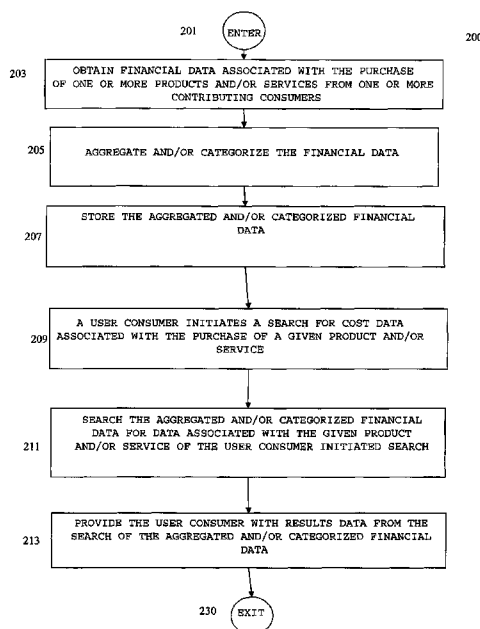 201
ENTER
200
203
OBTAIN FINANCIAL DATA ASSOCIATED WITH THE PURCHASE
OF ONE OR MORE PRODUCTS AND/OR SERVICES FROM ONE OR MORE
CONTRIBUTING CONSUMERS
205
AGGREGATE AND/OR CATEGORIZE THE FINANCIAL DATA
207
STORE THE AGGREGATED AND/OR CATEGORIZED FINANCIAL
DATA
209
A USER CONSUMER INITIATES A SEARCH FOR COST DATA
ASSOCIATED WITH THE PURCHASE OF A GIVEN PRODUCT AND/OR
SERVICE
211
SEARCH THE AGGREGATED AND/OR CATEGORIZED FINANCIAL
DATA FOR DATA ASSOCIATED WITH THE GIVEN PRODUCT
AND/OR SERVICE OF THE USER CONSUMER INITIATED SEARCH
213
PROVIDE THE USER CONSUMER WITH RESULTS DATA FROM THE
SEARCH OF THE AGGREGATED AND/OR CATEGORIZED FINANCIAL
DATA
230
EXIT